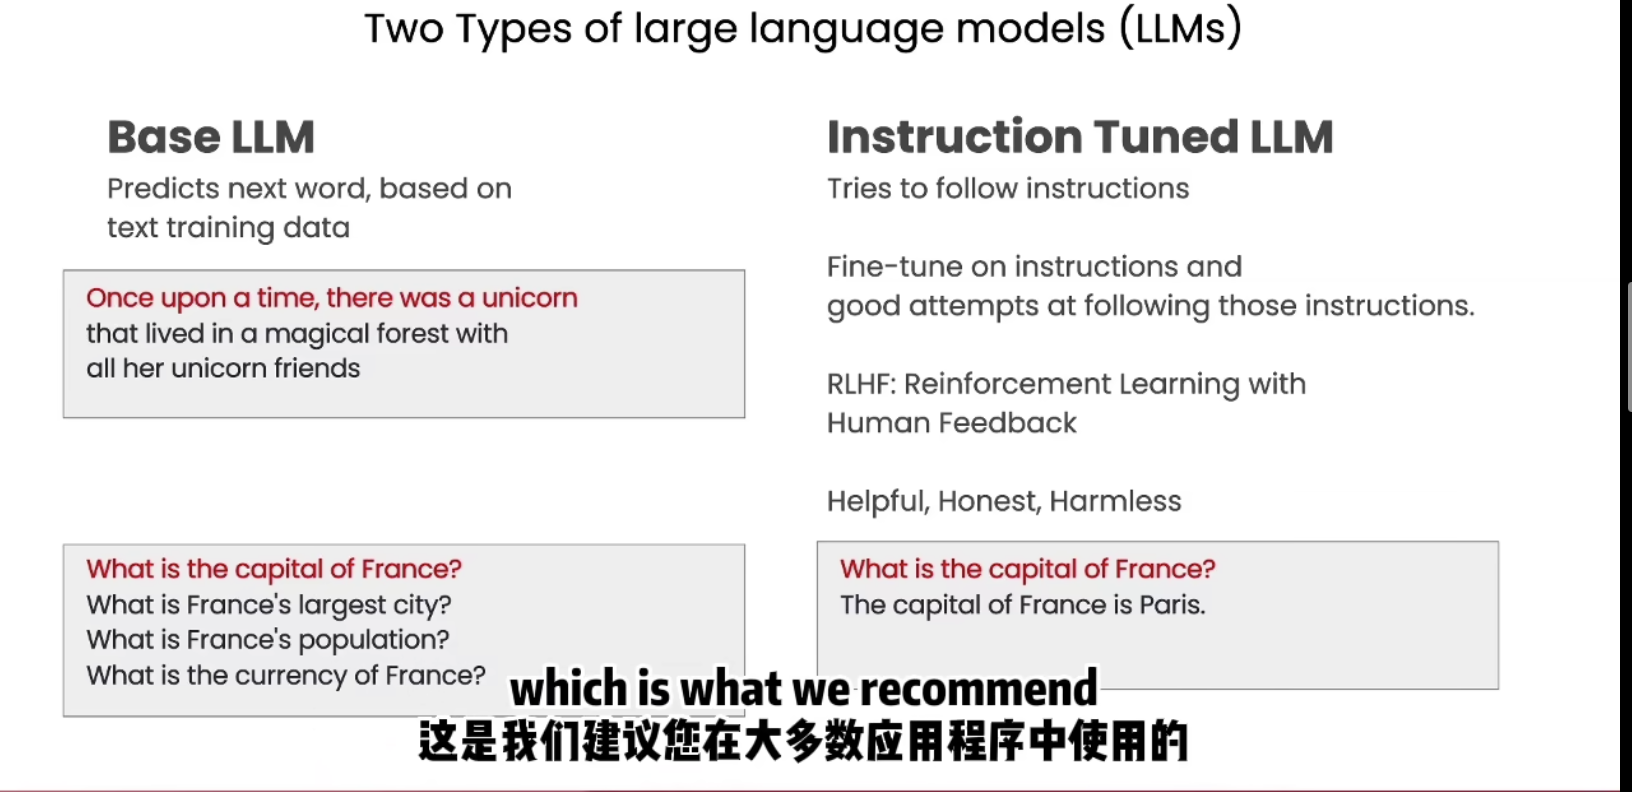 Two Types of large language models (LLMs)
Base LLM
Predicts next word, based on
text training data
Once upon a time, there was a unicorn
that lived in a magical forest with
all her unicorn friends
What is the capital of France?
What is France's largest city?
What is France's population?
What is the currency of France?
Instruction Tuned LLM
Tries to follow instructions
Fine-tune on instructions and
good attempts at following those instructions.
RLHF: Reinforcement Learning with
Human Feedback
Helpful, Honest, Harmless
What is the capital of France?
The capital of France is Paris.
which is what we recommend
这是我们建议您在大多数应用程序中使用的